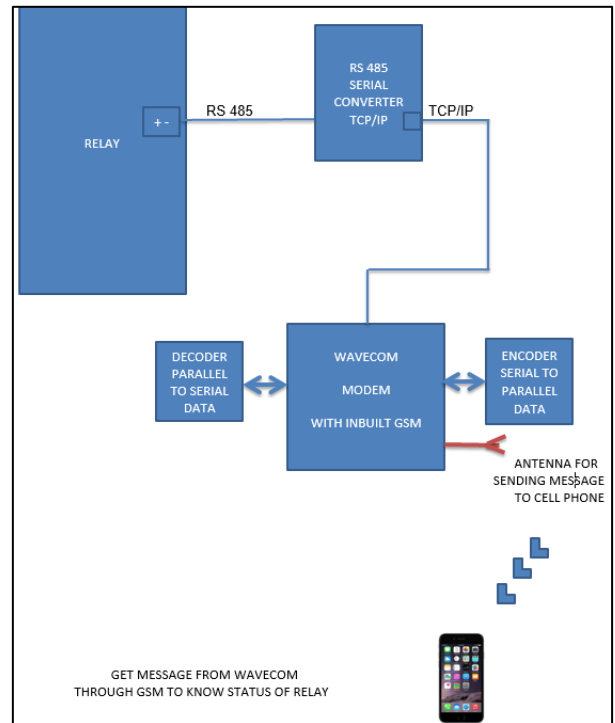 RS 485
SERIAL
CONVERTER
TCP/IP
RS 485
TCP/IP
+ -
RELAY
DECODER
PARALLEL
TO SERIAL
DATA
WAVECOM
MODEM
WITH INBUILT GSM
ENCODER
SERIAL TO
PARALLEL
DATA
ANTENNA FOR
SENDING MESSAGE
TO CELL PHONE
GET MESSAGE FROM WAVECOM
THROUGH GSM TO KNOW STATUS OF RELAY